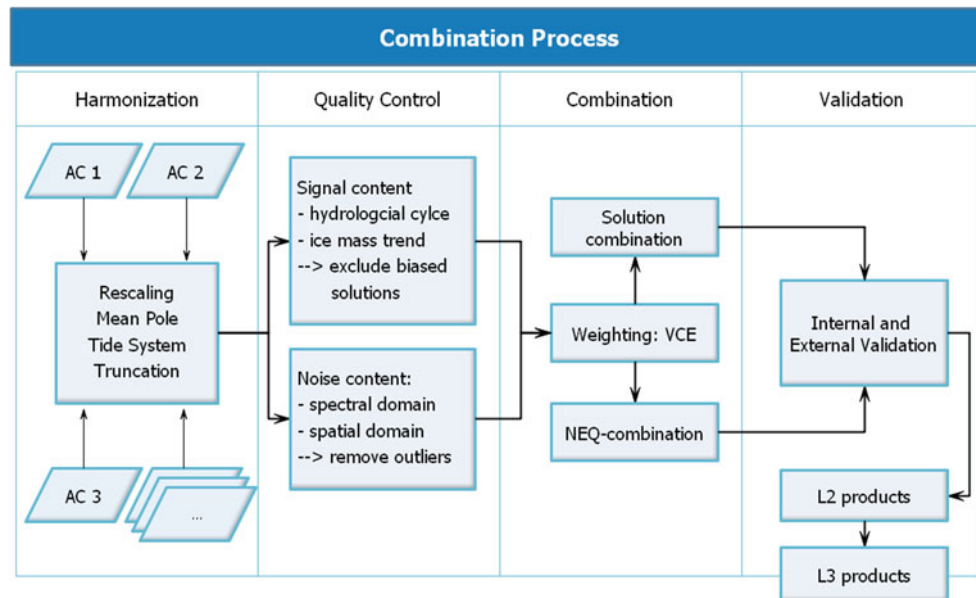 Combination Process
Harmonization
Quality Control
Combination
Validation
AC 1
AC 2
Rescaling
Mean Pole
Tide System
Truncation
AC 3
...
Signal content
- hydrologcial cylce
- ice mass trend
--> exclude biased
solutions
Noise content:
- spectral domain
- spatial domain
--> remove outliers
Solution
combination
Weighting: VCE
NEQ-combination
Internal and
External Validation
L2 products
L3 products